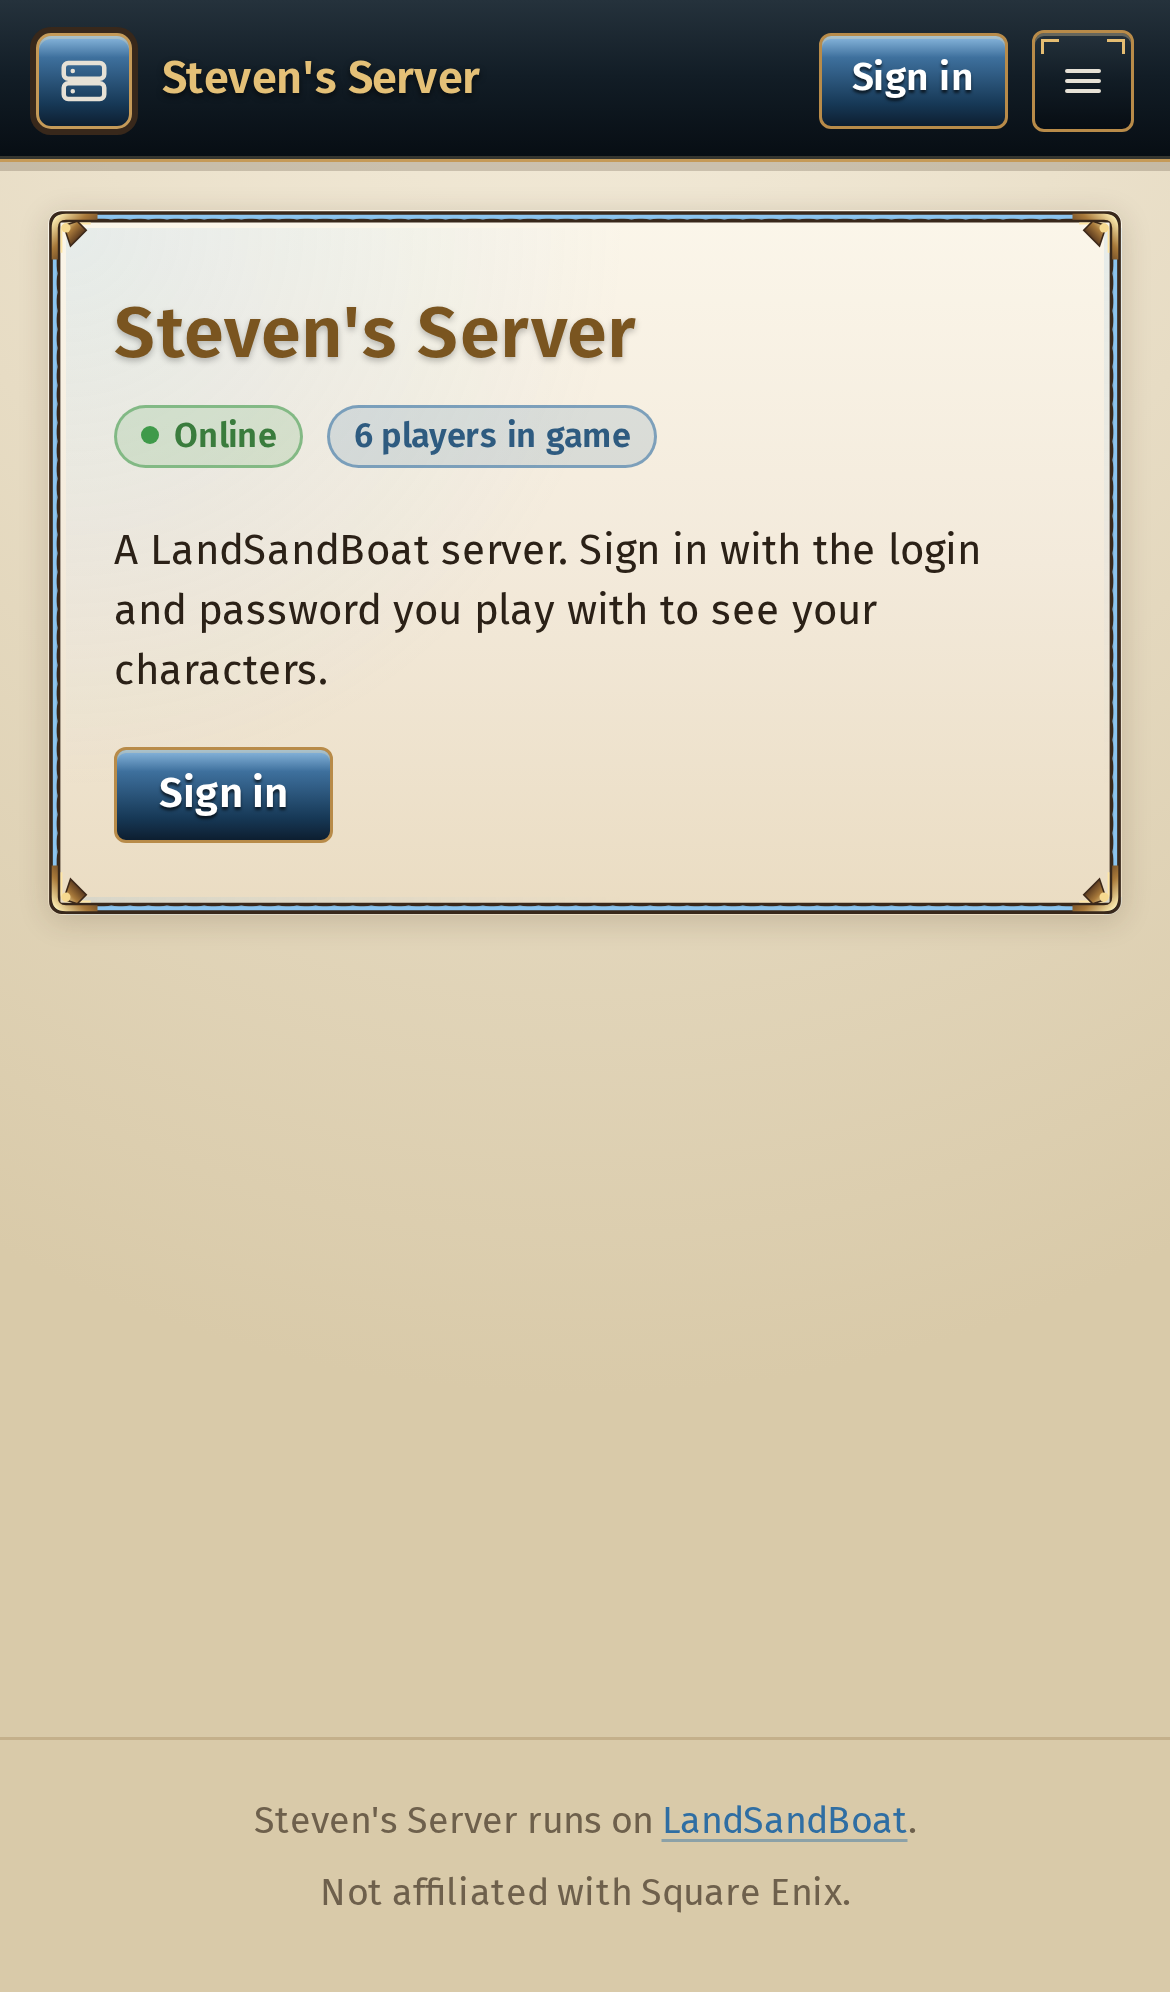 Steven's Server
Sign in
Steven's Server
Online
6 players in game
A LandSandBoat server. Sign in with the login
and password you play with to see your
characters.
Sign in
Steven's Server runs on LandSandBoat.
Not affiliated with Square Enix.